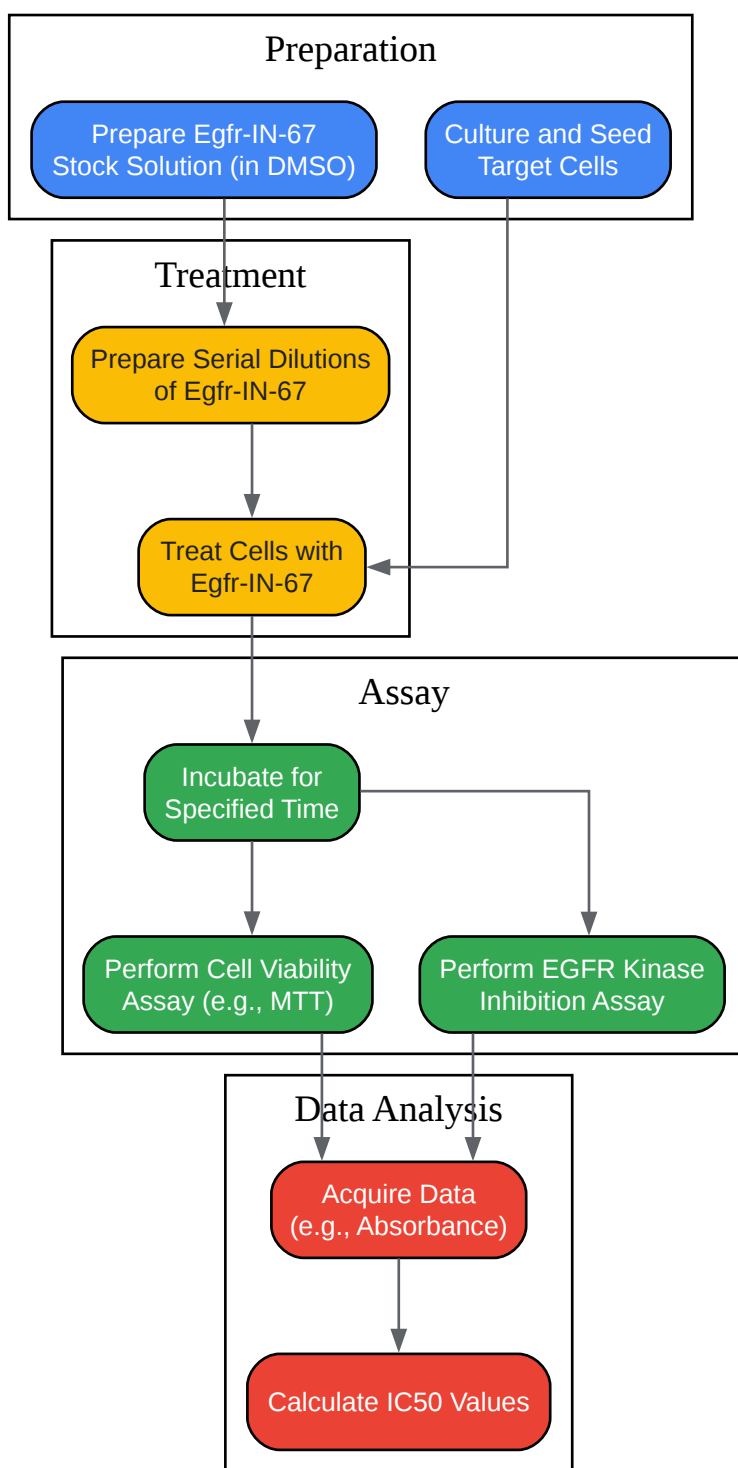 Preparation
Prepare Egfr-IN-67
Stock Solution (in DMSO)
Culture and Seed
Target Cells
Treatment
Prepare Serial Dilutions
of Egfr-IN-67
Treat Cells with
Egfr-IN-67
Assay
Incubate for
Specified Time
Perform Cell Viability
Assay (e.g., MTT)
Perform EGFR Kinase
Inhibition Assay
Data Analysis
Acquire Data
(e.g., Absorbance)
Calculate IC50 Values